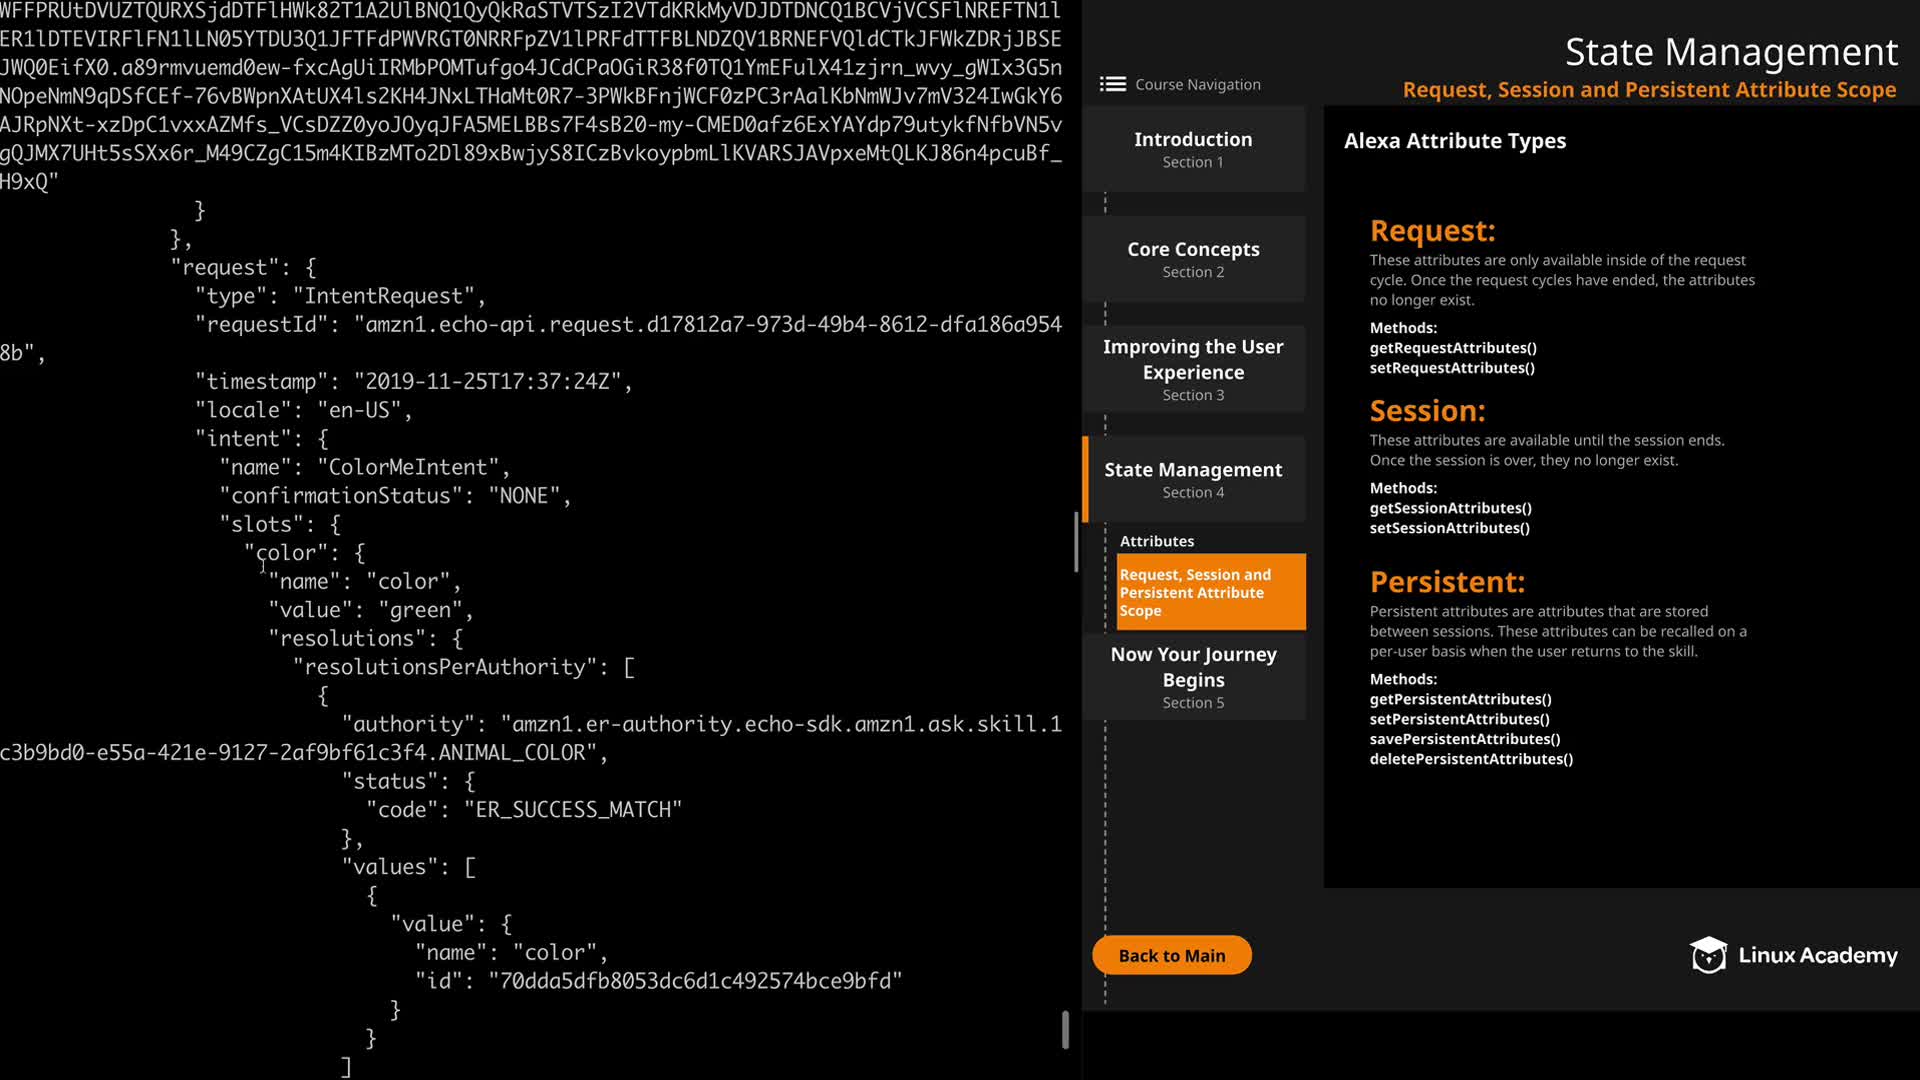 WFFPRUtDVUZTQURXSjdDTFlHWk82T1A2UlBNQ1QyQkRaSTVTSzI2VTdKRkMyVDJDTDNCQ1BCVjVCSFlNREFTN1l
ER1lDTEVIRFlFN1lLN05YTDU3Q1JFTFdPWVRGT0NRRFpZV1lPRFdTTFBLNDZQV1BRNEFVQldCTkJFWkZDRjJBSE
JWQ0EifX0.a89rmvuemd0ew-fxcAgUiIRMbPOMTufgo4JCdCPaOGiR38f0TQ1YmEFulX41zjrn_wvy_gWIx3G5n
NOpeNmN9qDSfCEf-76vBWpnXAtUX4ls2KH4JNxLTHaMt0R7-3PWkBFnjWCF0zPC3rAalKbNmWJv7mV324IwGkY6
AJRpNXt-xzDpC1vxxAZMfs_VCsDZZ0yoJOyqJFA5MELBBs7F4sB20-my-CMED0afz6ExYAYdp79utykfNfbVN5v
gQJMX7UHt5sSXx6r_M49CZgC15m4KIBzMTo2Dl89xBwjyS8ICzBvkoypbmLlKVARSJAVpxeMtQLKJ86n4pcuBf_
H9xQ"
}
},
"request": {
"type": "IntentRequest",
"requestId": "amzn1.echo-api.request.d17812a7-973d-49b4-8612-dfa186a954
8b",
"timestamp": "2019-11-25T17:37:24Z",
"locale": "en-US",
"intent": {
"name": "ColorMeIntent",
"confirmationStatus": "NONE",
"slots": {
"color": {
"name": "color",
"value": "green",
"resolutions": {
"resolutionsPerAuthority": [
{
"authority": "amzn1.er-authority.echo-sdk.amzn1.ask.skill.1
c3b9bd0-e55a-421e-9127-2af9bf61c3f4.ANIMAL_COLOR",
"status": {
"code": "ER_SUCCESS_MATCH"
},
"values": [
{
"value": {
"name": "color",
"id": "70dda5dfb8053dc6d1c492574bce9bfd"
}
}
]
State Management
Request, Session and Persistent Attribute Scope
Course Navigation
Introduction
Section 1
Core Concepts
Section 2
Improving the User
Experience
Section 3
State Management
Section 4
Attributes
Request, Session and
Persistent Attribute
Scope
Now Your Journey
Begins
Section 5
Back to Main
Alexa Attribute Types
Request:
These attributes are only available inside of the request
cycle. Once the request cycles have ended, the attributes
no longer exist.
Methods:
getRequestAttributes()
setRequestAttributes()
Session:
These attributes are available until the session ends.
Once the session is over, they no longer exist.
Methods:
getSessionAttributes()
setSessionAttributes()
Persistent:
Persistent attributes are attributes that are stored
between sessions. These attributes can be recalled on a
per-user basis when the user returns to the skill.
Methods:
getPersistentAttributes()
setPersistentAttributes()
savePersistentAttributes()
deletePersistentAttributes()
Linux Academy